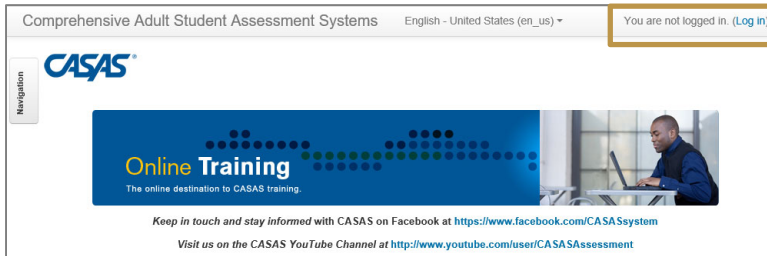 Comprehensive Adult Student Assessment Systems English - United States (en_us) You are not logged in. (Log in)
Navigation
CASAS®
Online Training
The online destination to CASAS training.
Keep in touch and stay informed with CASAS on Facebook at https://www.facebook.com/CASASsystem
Visit us on the CASAS YouTube Channel at http://www.youtube.com/user/CASASAssessment